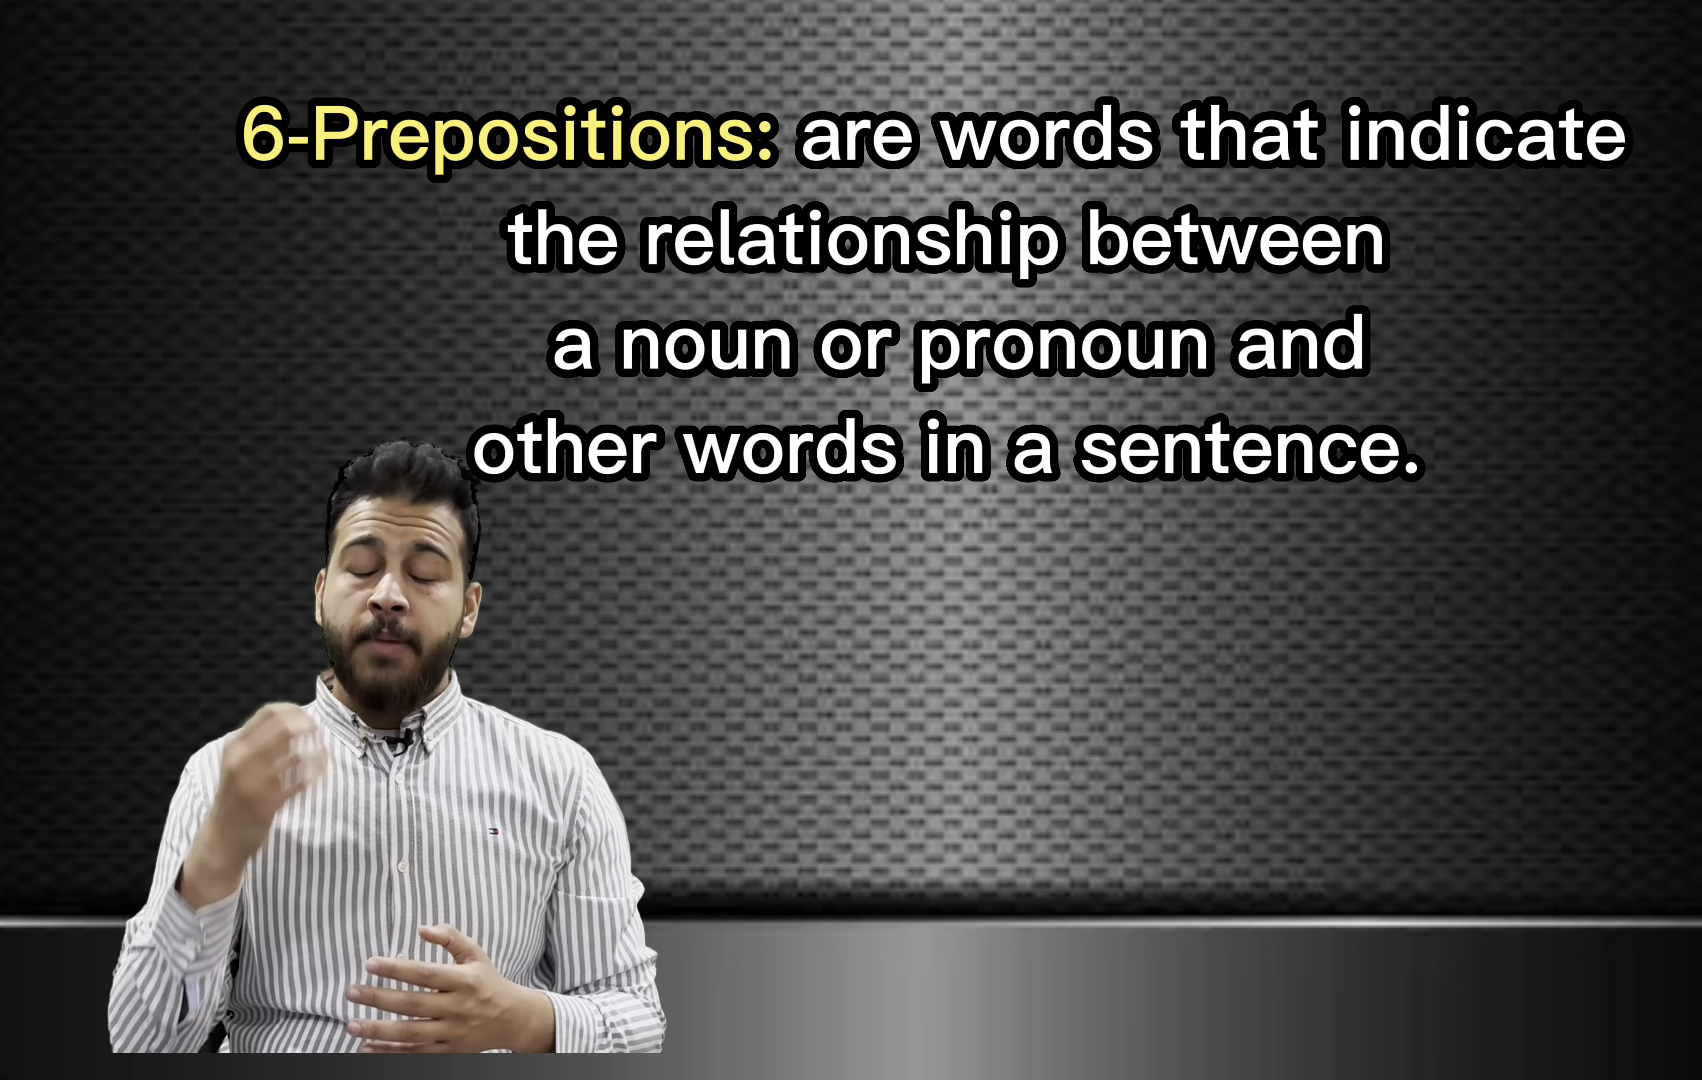 6-Prepositions: are words that indicate
the relationship between
a noun or pronoun and
other words in a sentence.